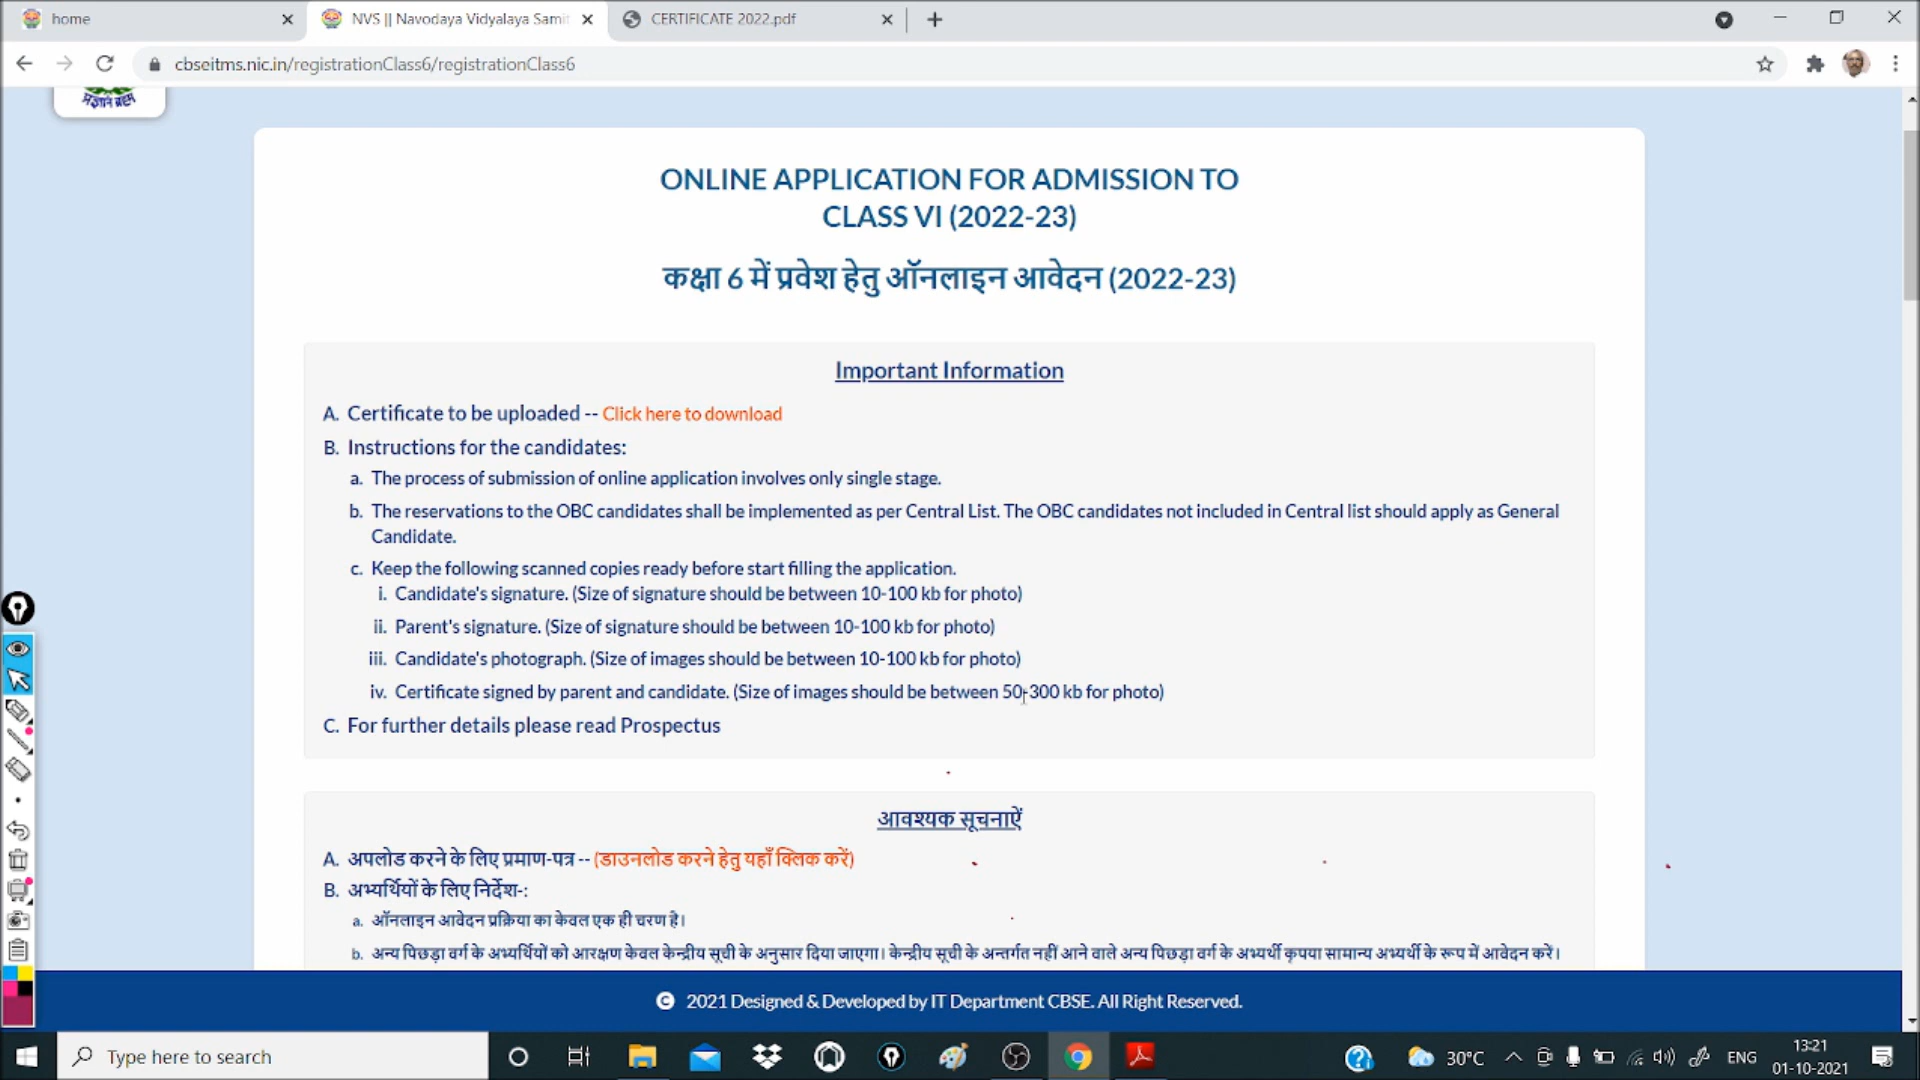 home
NVS || Navodaya Vidyalaya Samit
CERTIFICATE 2022.pdf
cbseitms.nic.in/registrationClass6/registrationClass6
प्रज्ञानं ब्रह्म
ONLINE APPLICATION FOR ADMISSION TO
CLASS VI (2022-23)
कक्षा 6 में प्रवेश हेतु ऑनलाइन आवेदन (2022-23)
Important Information
A. Certificate to be uploaded -- Click here to download
B. Instructions for the candidates:
a. The process of submission of online application involves only single stage.
b. The reservations to the OBC candidates shall be implemented as per Central List. The OBC candidates not included in Central list should apply as General
Candidate.
c. Keep the following scanned copies ready before start filling the application.
i. Candidate's signature. (Size of signature should be between 10-100 kb for photo)
ii. Parent's signature. (Size of signature should be between 10-100 kb for photo)
iii. Candidate's photograph. (Size of images should be between 10-100 kb for photo)
iv. Certificate signed by parent and candidate. (Size of images should be between 50-300 kb for photo)
C. For further details please read Prospectus
आवश्यक सूचनाऐं
A. अपलोड करने के लिए प्रमाण-पत्र -- (डाउनलोड करने हेतु यहाँ क्लिक करें)
B. अभ्यर्थियों के लिए निर्देश-:
a. ऑनलाइन आवेदन प्रक्रिया का केवल एक ही चरण है।
b. अन्य पिछड़ा वर्ग के अभ्यर्थियों को आरक्षण केवल केन्द्रीय सूची के अनुसार दिया जाएगा। केन्द्रीय सूची के अन्तर्गत नहीं आने वाले अन्य पिछड़ा वर्ग के अभ्यर्थी कृपया सामान्य अभ्यर्थी के रूप में आवेदन करें।
© 2021 Designed & Developed by IT Department CBSE. All Right Reserved.
Type here to search
30°C
ENG
13:21
01-10-2021